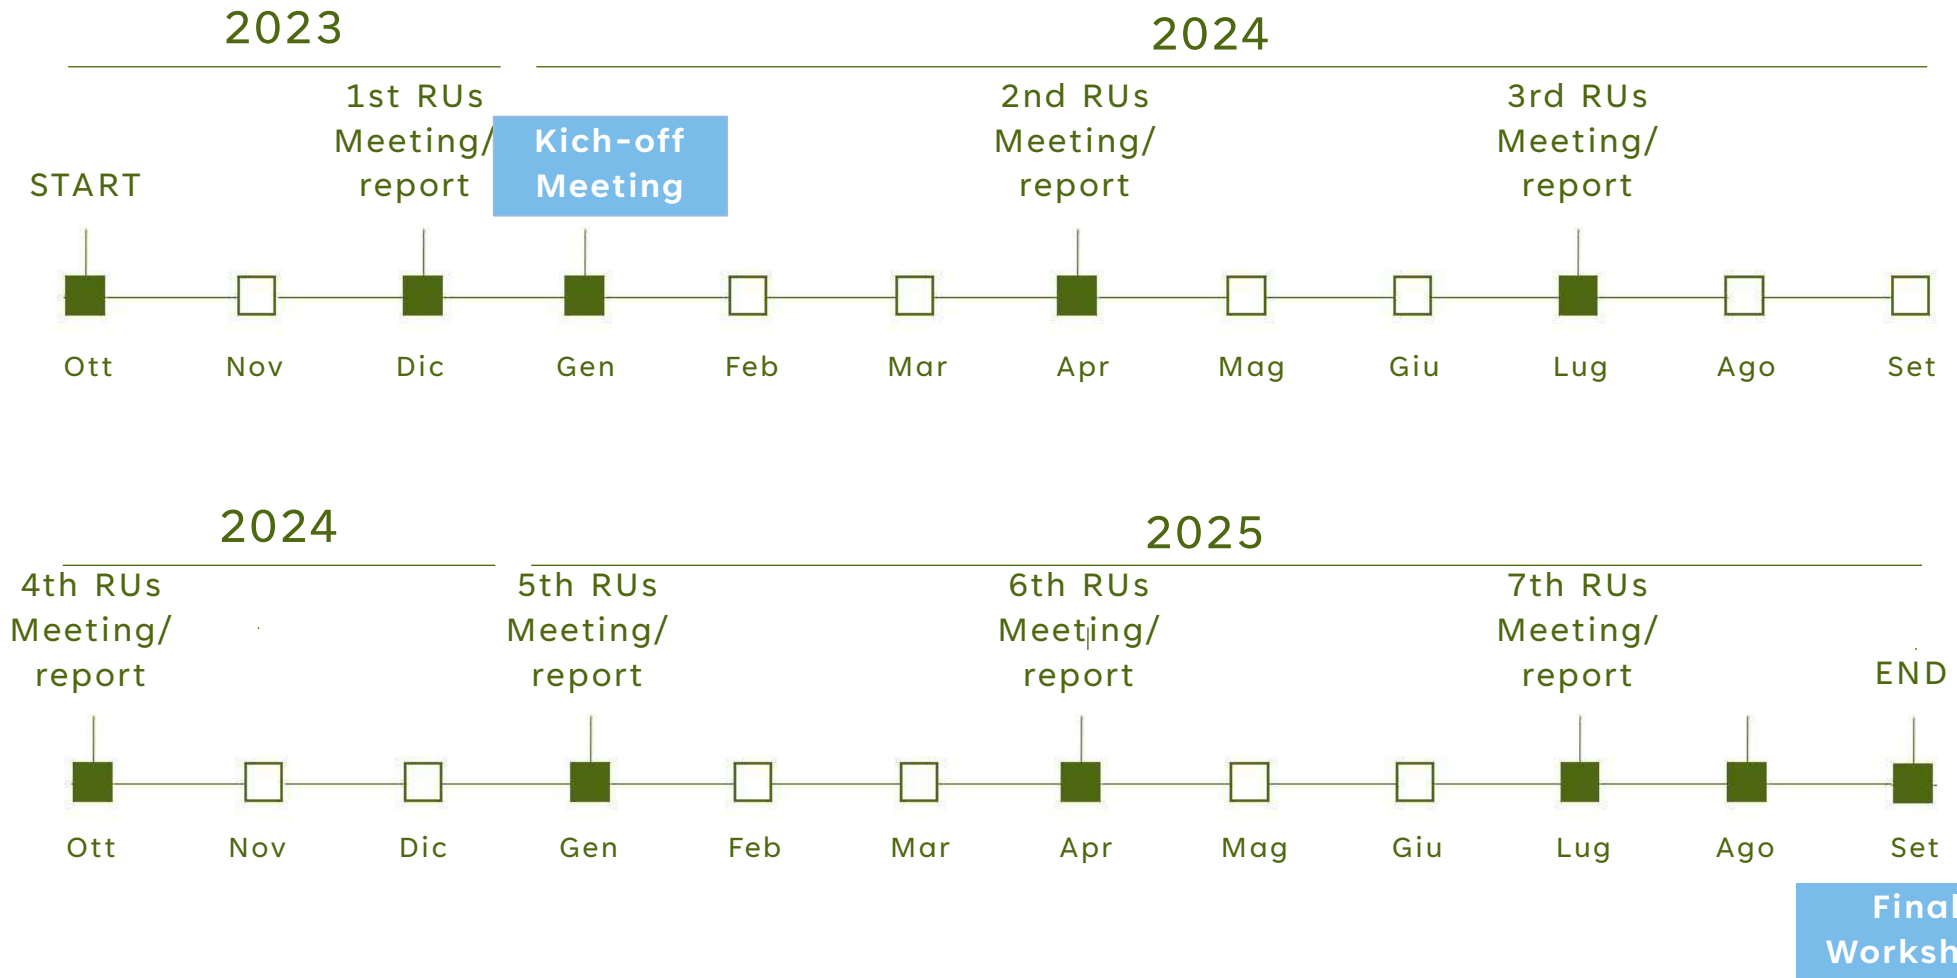 2023
2024
START
1st RUs
Meeting/
report
Kich-off
Meeting
2nd RUs
Meeting/
report
3rd RUs
Meeting/
report
Ott
Nov
Dic
Gen
Feb
Mar
Apr
Mag
Giu
Lug
Ago
Set
2024
2025
4th RUs
Meeting/
report
5th RUs
Meeting/
report
6th RUs
Meeting/
report
7th RUs
Meeting/
report
END
Ott
Nov
Dic
Gen
Feb
Mar
Apr
Mag
Giu
Lug
Ago
Set
Final
Worksh